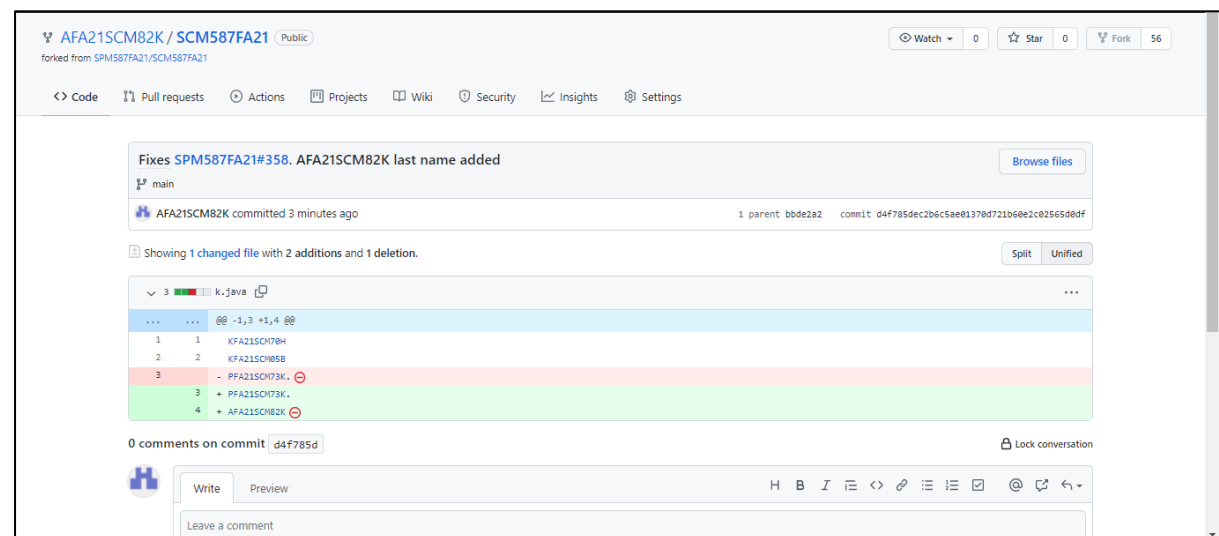 AFA21SCM82K / SCM587FA21 Public
Watch 0 Star 0 Fork 56
forked from SPM587FA21/SCM587FA21
<> Code Pull requests Actions Projects Wiki Security Insights Settings
Fixes SPM587FA21#358. AFA21SCM82K last name added
Browse files
main
AFA21SCM82K committed 3 minutes ago
1 parent bbde2a2 commit d4f785dec2b6c5ae01370d721b60e2c02565d0df
Showing 1 changed file with 2 additions and 1 deletion.
Split Unified
3 k.java ...
... ... @@ -1,3 +1,4 @@
1 1 KFA21SCM70H
2 2 KFA21SCM05B
3 - PFA21SCM73K.
3 + PFA21SCM73K.
4 + AFA21SCM82K
0 comments on commit d4f785d
Lock conversation
Write Preview
H B I <> @
Leave a comment